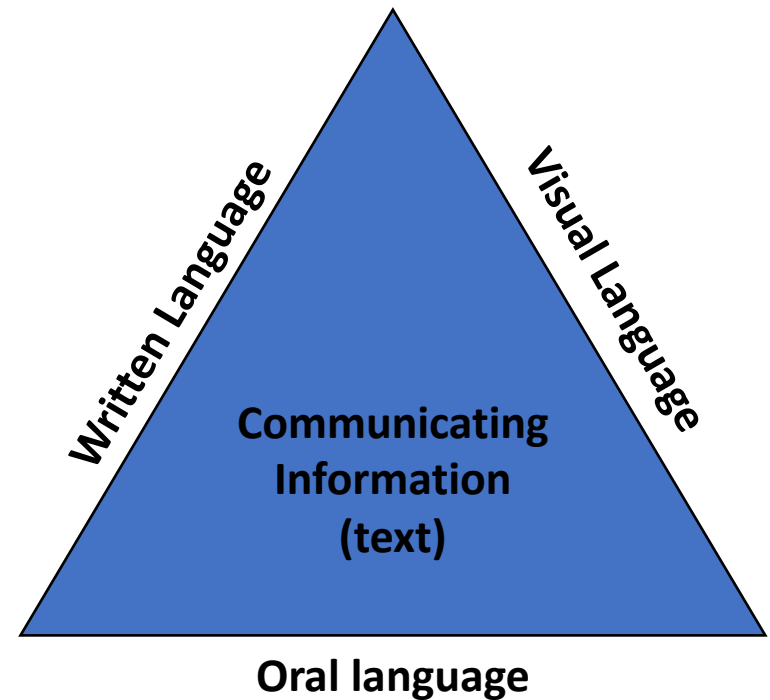 Written Language
Visual Language
Communicating
Information
(text)
Oral language